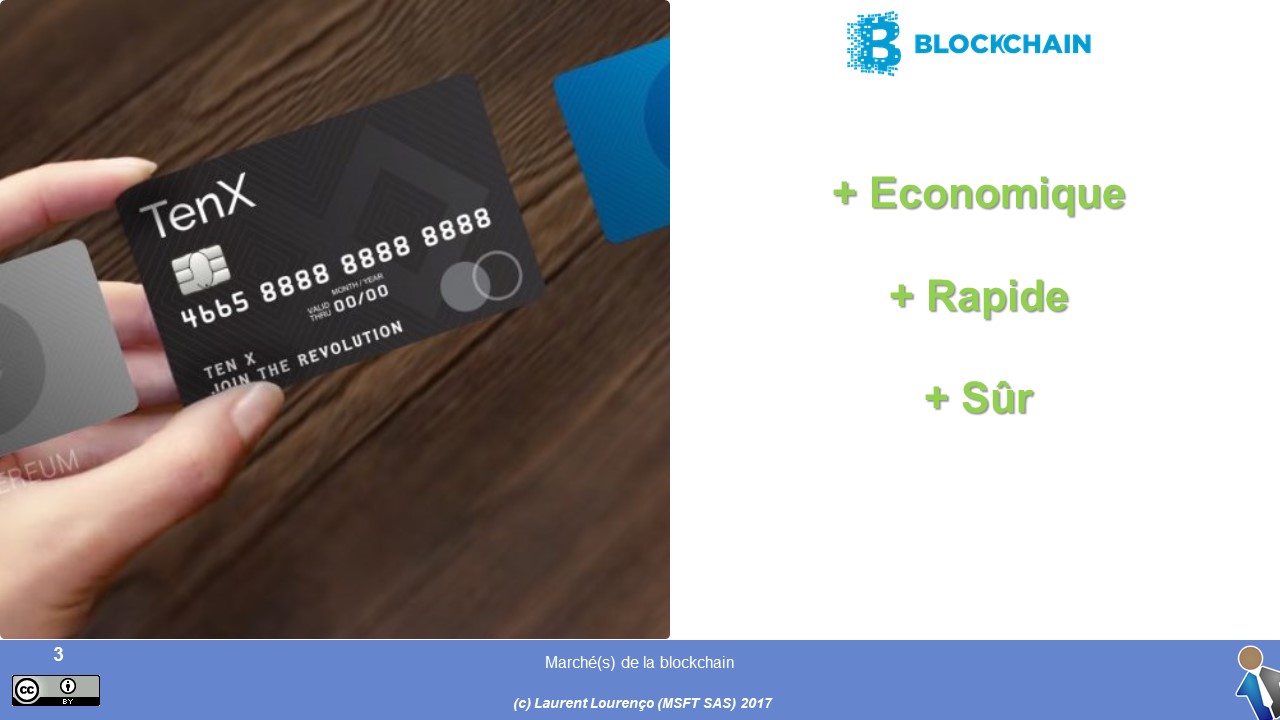 BLOCKCHAIN
TenX
4665 8888 8888 8888
MONTH / YEAR
VALID
THRU
00/00
TEN X
JOIN THE REVOLUTION
+ Economique
+ Rapide
+ Sûr
3
Marché(s) de la blockchain
cc
BY
(c) Laurent Lourenço (MSFT SAS) 2017